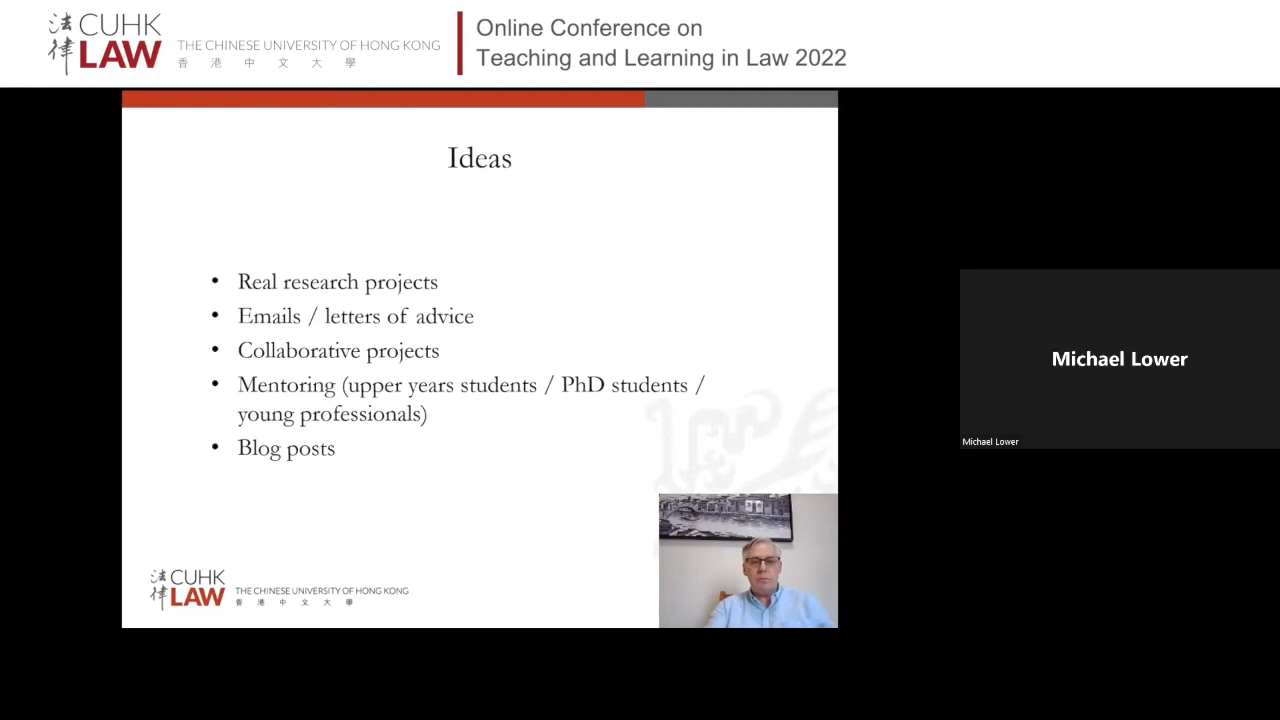 法律 CUHK LAW
THE CHINESE UNIVERSITY OF HONG KONG
香港中文大學
Online Conference on
Teaching and Learning in Law 2022
Ideas
• Real research projects
• Emails / letters of advice
• Collaborative projects
• Mentoring (upper years students / PhD students /
young professionals)
• Blog posts
法律 CUHK LAW
THE CHINESE UNIVERSITY OF HONG KONG
香港中文大學
Michael Lower
Michael Lower